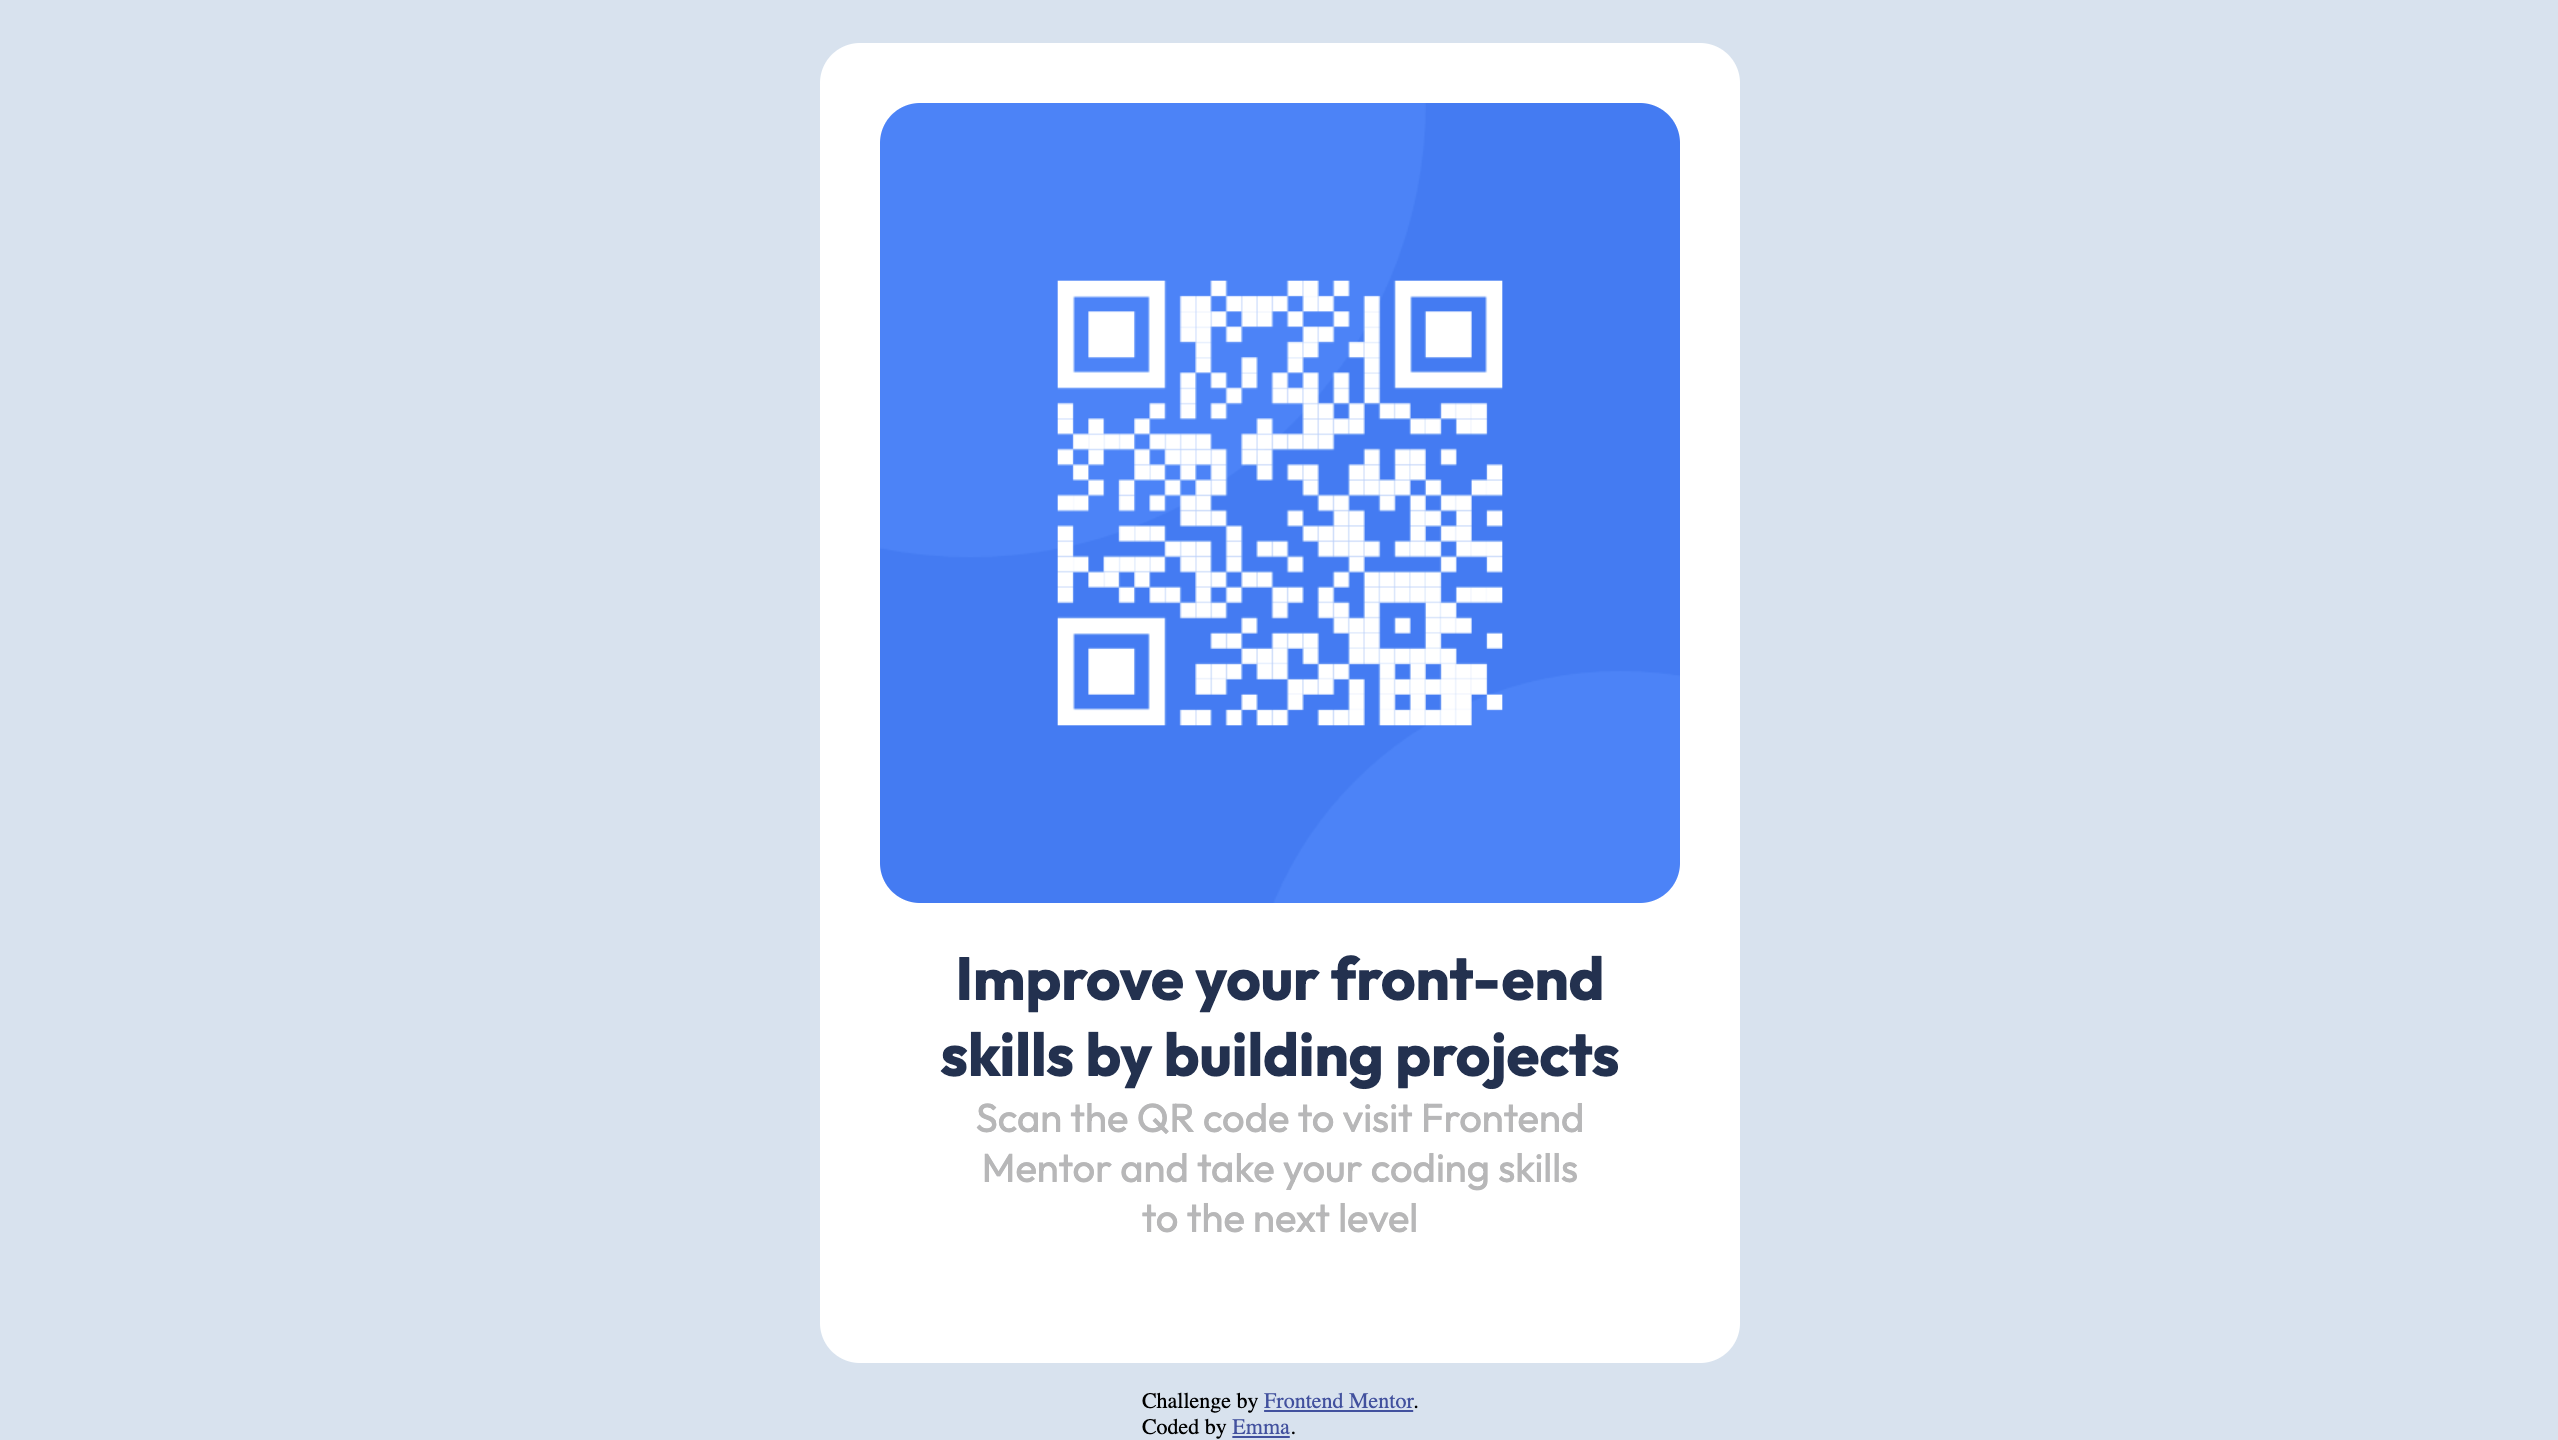 Improve your front-end
skills by building projects
Scan the QR code to visit Frontend
Mentor and take your coding skills
to the next level
Challenge by Frontend Mentor.
Coded by Emma.